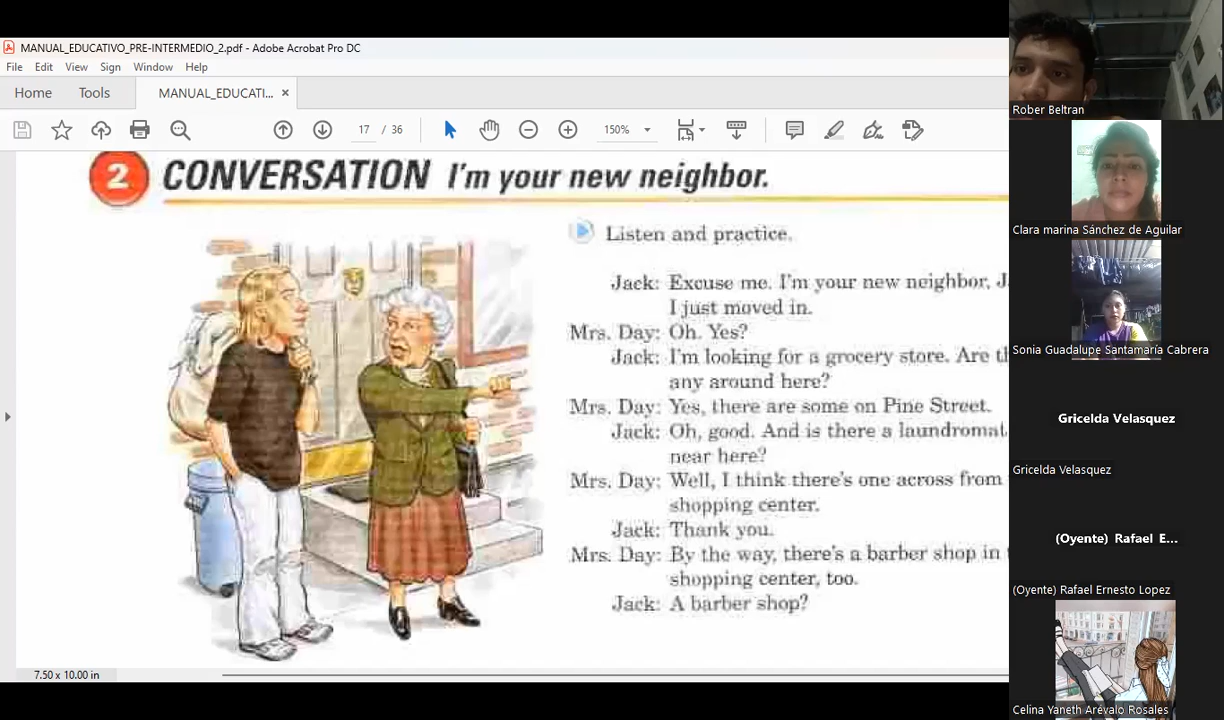 MANUAL_EDUCATIVO_PRE-INTERMEDIO_2.pdf - Adobe Acrobat Pro DC
File Edit View Sign Window Help
Home Tools MANUAL_EDUCATI... ×
17 / 36 150%
2 CONVERSATION I'm your new neighbor.
Listen and practice.
Jack: Excuse me. I'm your new neighbor, J
I just moved in.
Mrs. Day: Oh. Yes?
Jack: I'm looking for a grocery store. Are th
any around here?
Mrs. Day: Yes, there are some on Pine Street.
Jack: Oh, good. And is there a laundromat
near here?
Mrs. Day: Well, I think there's one across from
shopping center.
Jack: Thank you.
Mrs. Day: By the way, there's a barber shop in t
shopping center, too.
Jack: A barber shop?
7.50 x 10.00 in
Rober Beltran
Clara marina Sánchez de Aguilar
Sonia Guadalupe Santamaría Cabrera
Gricelda Velasquez
Gricelda Velasquez
(Oyente) Rafael E...
(Oyente) Rafael Ernesto Lopez
Celina Yaneth Arévalo Rosales